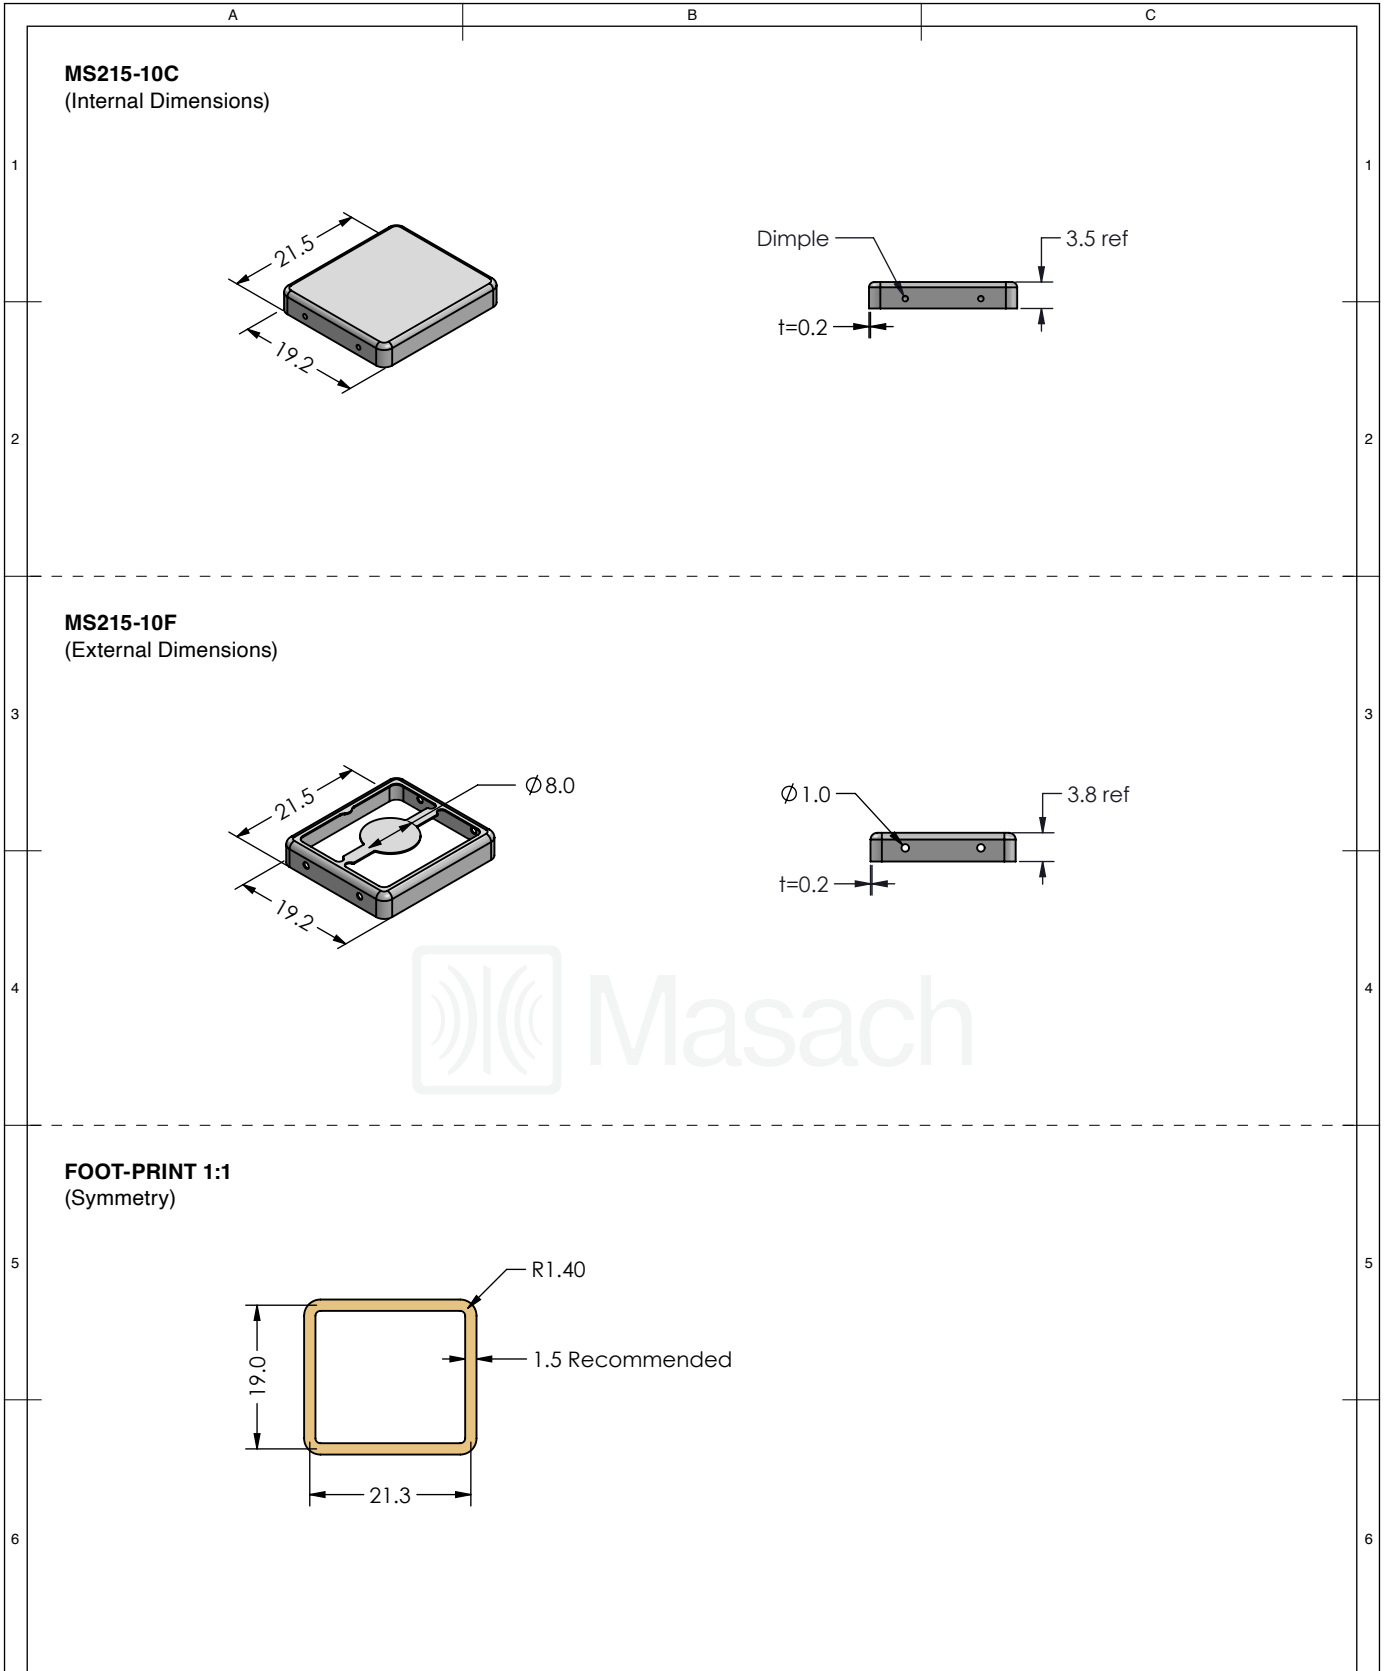 A B C
MS215-10C
(Internal Dimensions)
1 1
21.5
19.2
Dimple
3.5 ref
t=0.2
2 2
MS215-10F
(External Dimensions)
3 3
21.5
Ø8.0
19.2
Ø1.0
3.8 ref
t=0.2
Masach
4 4
FOOT-PRINT 1:1
(Symmetry)
5 5
R1.40
1.5 Recommended
19.0
21.3
6 6